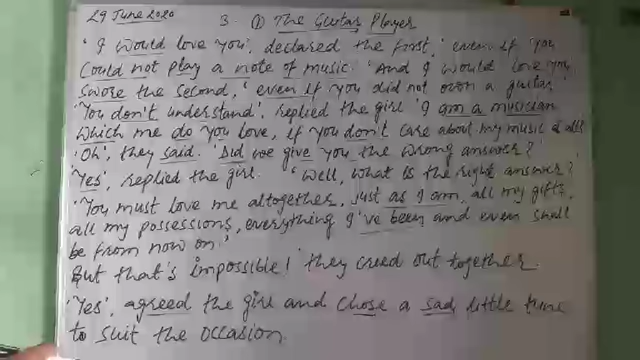 29 June 2020 3 - ① The Guitar Player
'I would love you', declared the first, 'even if you
could not play a note of music. 'And I would love you,
swore the second, 'even if you did not own a guitar
'You don't understand', replied the girl 'I am a musician
Which me do you love, if you don't care about my music at all?
'Oh', they said. 'Did we give you the wrong answer?'
'Yes', replied the girl. 'Well, what is the right answer?'
'You must love me altogether, just as I am, all my gifts,
all my possessions, everything I've been and even shall
be from now on.'
But that's impossible! they cried out together.
'Yes', agreed the girl and chose a sad little tune
to suit the occasion.